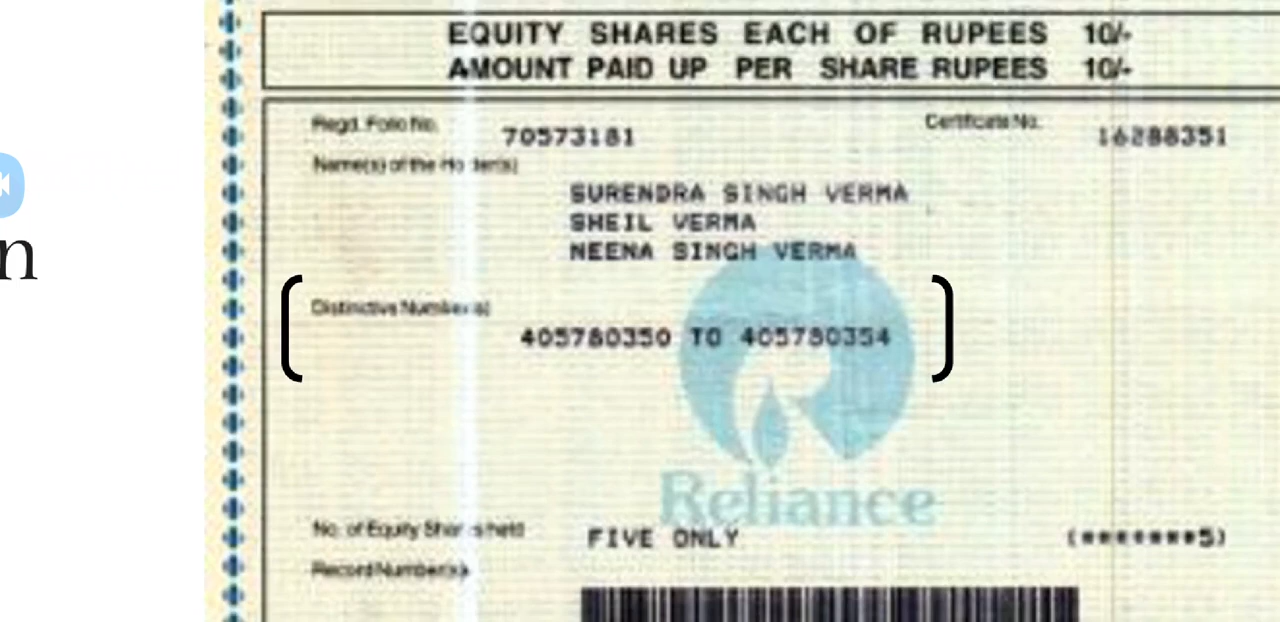 n
EQUITY SHARES EACH OF RUPEES 10/-
AMOUNT PAID UP PER SHARE RUPEES 10/-
Regd. Folio No. 70573181 Certificate No. 16288351
Name(s) of the Holder(s)
SURENDRA SINGH VERMA
SHEIL VERMA
NEENA SINGH VERMA
Distinctive Number(s)
405780350 TO 405780354
Reliance
No. of Equity Shares held FIVE ONLY (*******5)
Record Number(s)